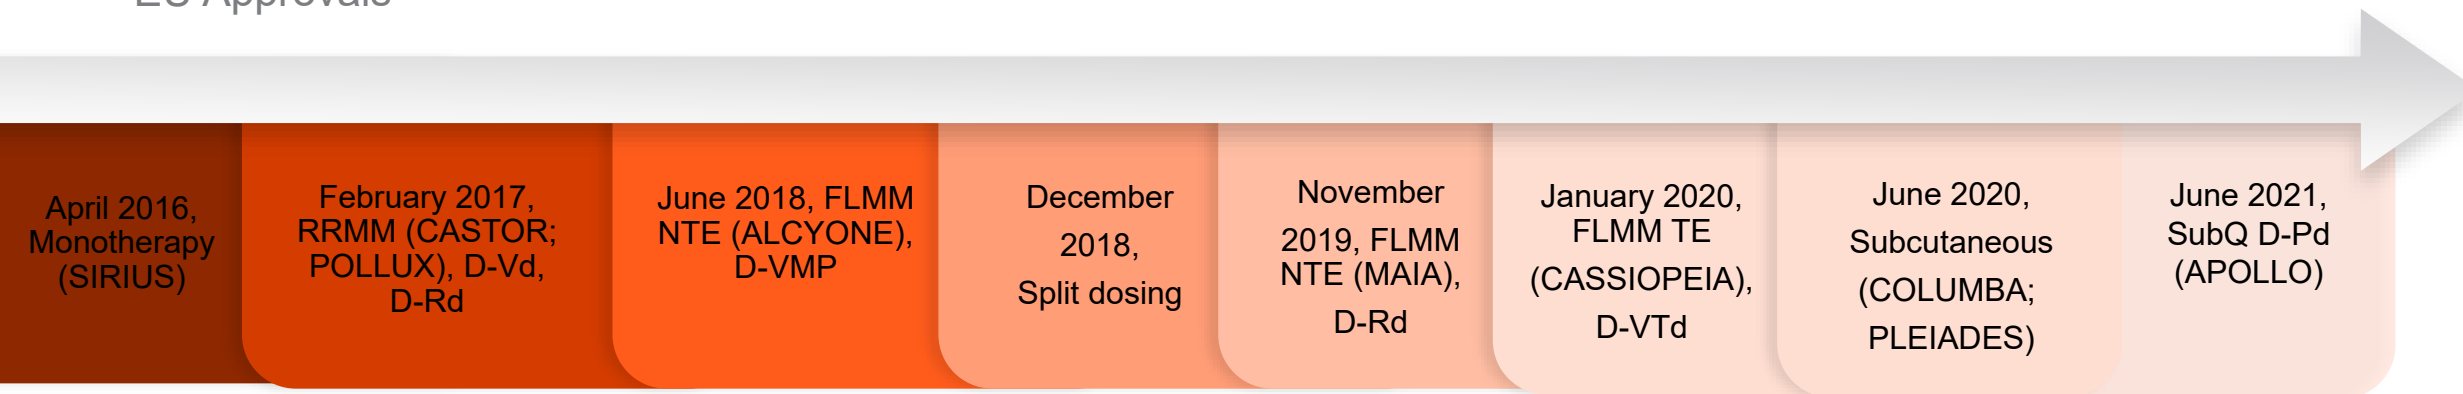 EU Approvals
April 2016,
Monotherapy
(SIRIUS)
February 2017,
RRMM (CASTOR;
POLLUX), D-Vd,
D-Rd
June 2018, FLMM
NTE (ALCYONE),
D-VMP
December
2018,
Split dosing
November
2019, FLMM
NTE (MAIA),
D-Rd
January 2020,
FLMM TE
(CASSIOPEIA),
D-VTd
June 2020,
Subcutaneous
(COLUMBA;
PLEIADES)
June 2021,
SubQ D-Pd
(APOLLO)